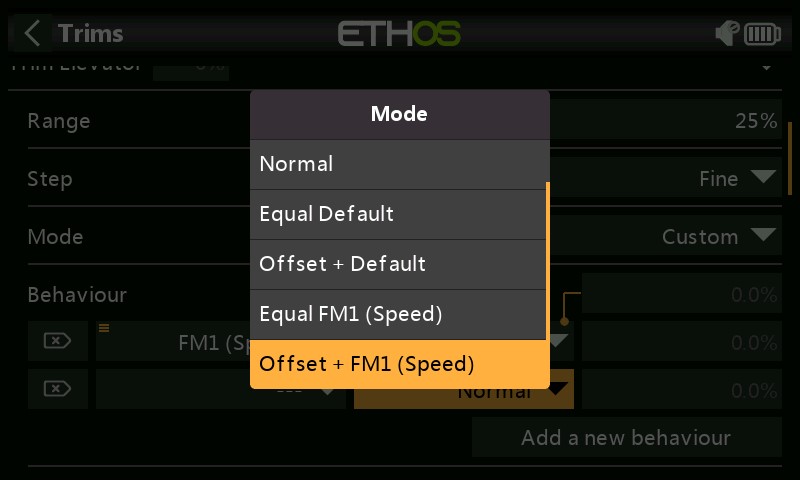 Trims
ETHOS
Trim Elevator 0%
Mode
Range 25%
Normal
Step Fine
Equal Default
Mode Custom
Offset + Default
Behaviour 0.0%
Equal FM1 (Speed)
FM1 (Sp 0.0%
Offset + FM1 (Speed)
--- Normal 0.0%
Add a new behaviour